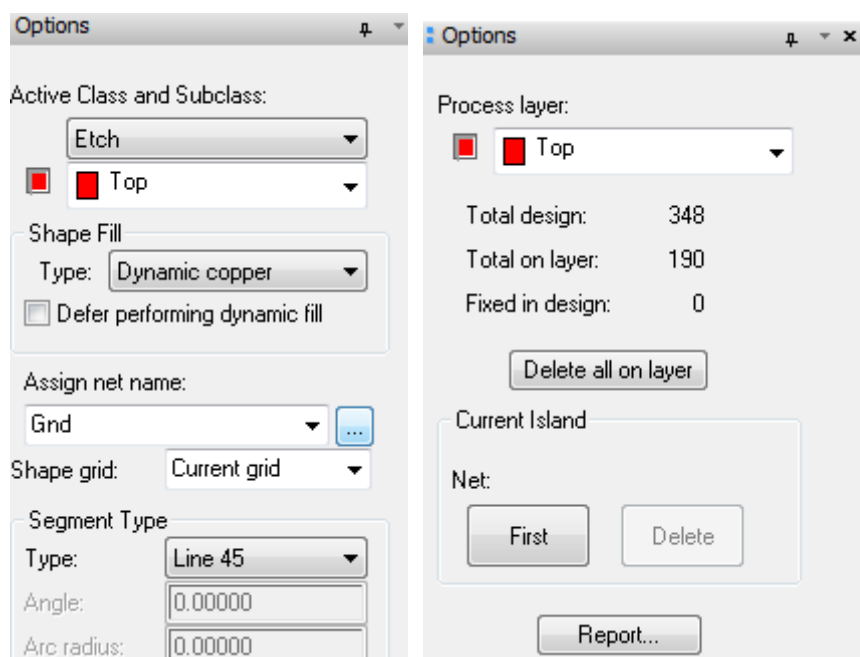 Options
Active Class and Subclass:
Etch
Top
Shape Fill
Type: Dynamic copper
Defer performing dynamic fill
Assign net name:
Gnd ...
Shape grid: Current grid
Segment Type
Type: Line 45
Angle: 0.00000
Arc radius: 0.00000
Options
Process layer:
Top
Total design: 348
Total on layer: 190
Fixed in design: 0
Delete all on layer
Current Island
Net:
First Delete
Report...